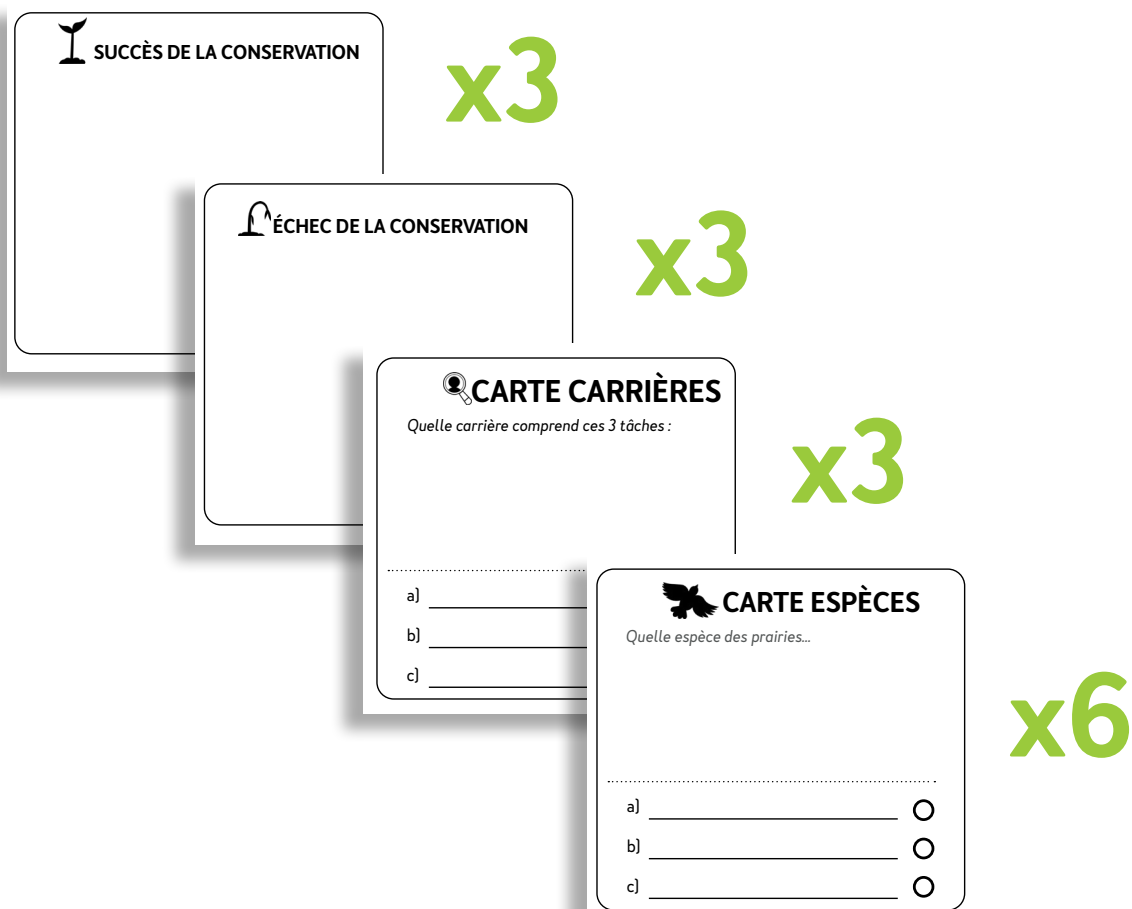 SUCCÈS DE LA CONSERVATION
x3
ÉCHEC DE LA CONSERVATION
x3
CARTE CARRIÈRES
Quelle carrière comprend ces 3 tâches :
a)
b)
c)
x3
CARTE ESPÈCES
Quelle espèce des prairies...
a)
b)
c)
x6